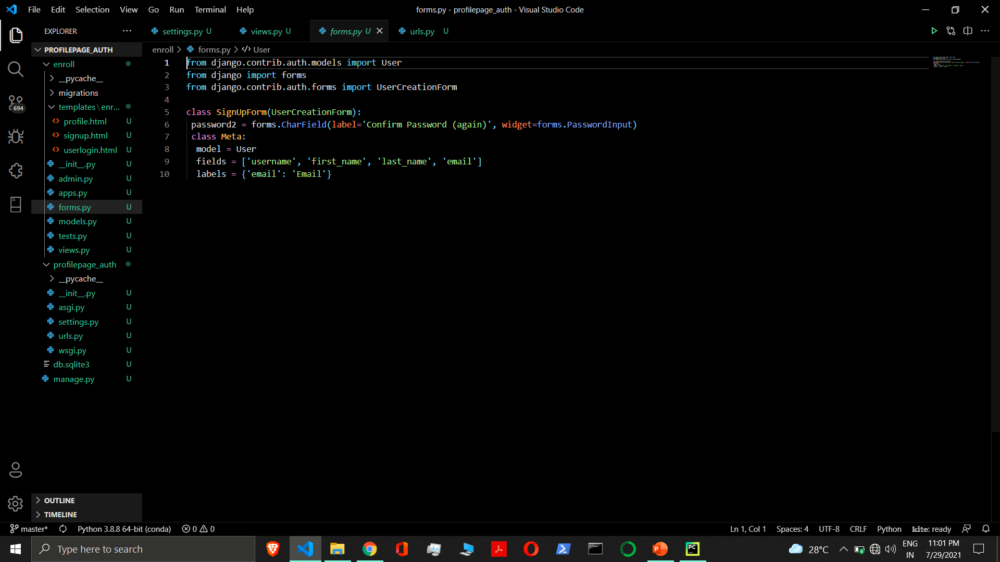 File Edit Selection View Go Run Terminal Help
forms.py - profilepage_auth - Visual Studio Code
EXPLORER
settings.py U
views.py U
forms.py U
urls.py U
PROFILEPAGE_AUTH
enroll > forms.py > User
enroll
__pycache__
migrations
templates\enr...
profile.html U
signup.html U
userlogin.html U
__init__.py U
admin.py U
apps.py U
forms.py U
models.py U
tests.py U
views.py U
profilepage_auth
__pycache__
__init__.py U
asgi.py U
settings.py U
urls.py U
wsgi.py U
db.sqlite3 U
manage.py U
694
1 from django.contrib.auth.models import User
2 from django import forms
3 from django.contrib.auth.forms import UserCreationForm
4
5 class SignUpForm(UserCreationForm):
6 password2 = forms.CharField(label='Confirm Password (again)', widget=forms.PasswordInput)
7 class Meta:
8 model = User
9 fields = ['username', 'first_name', 'last_name', 'email']
10 labels = {'email': 'Email'}
OUTLINE
TIMELINE
master* Python 3.8.8 64-bit (conda) 0 0
Ln 1, Col 1 Spaces: 4 UTF-8 CRLF Python kite: ready
Type here to search
P
PC
28°C
ENG
IN
11:01 PM
7/29/2021